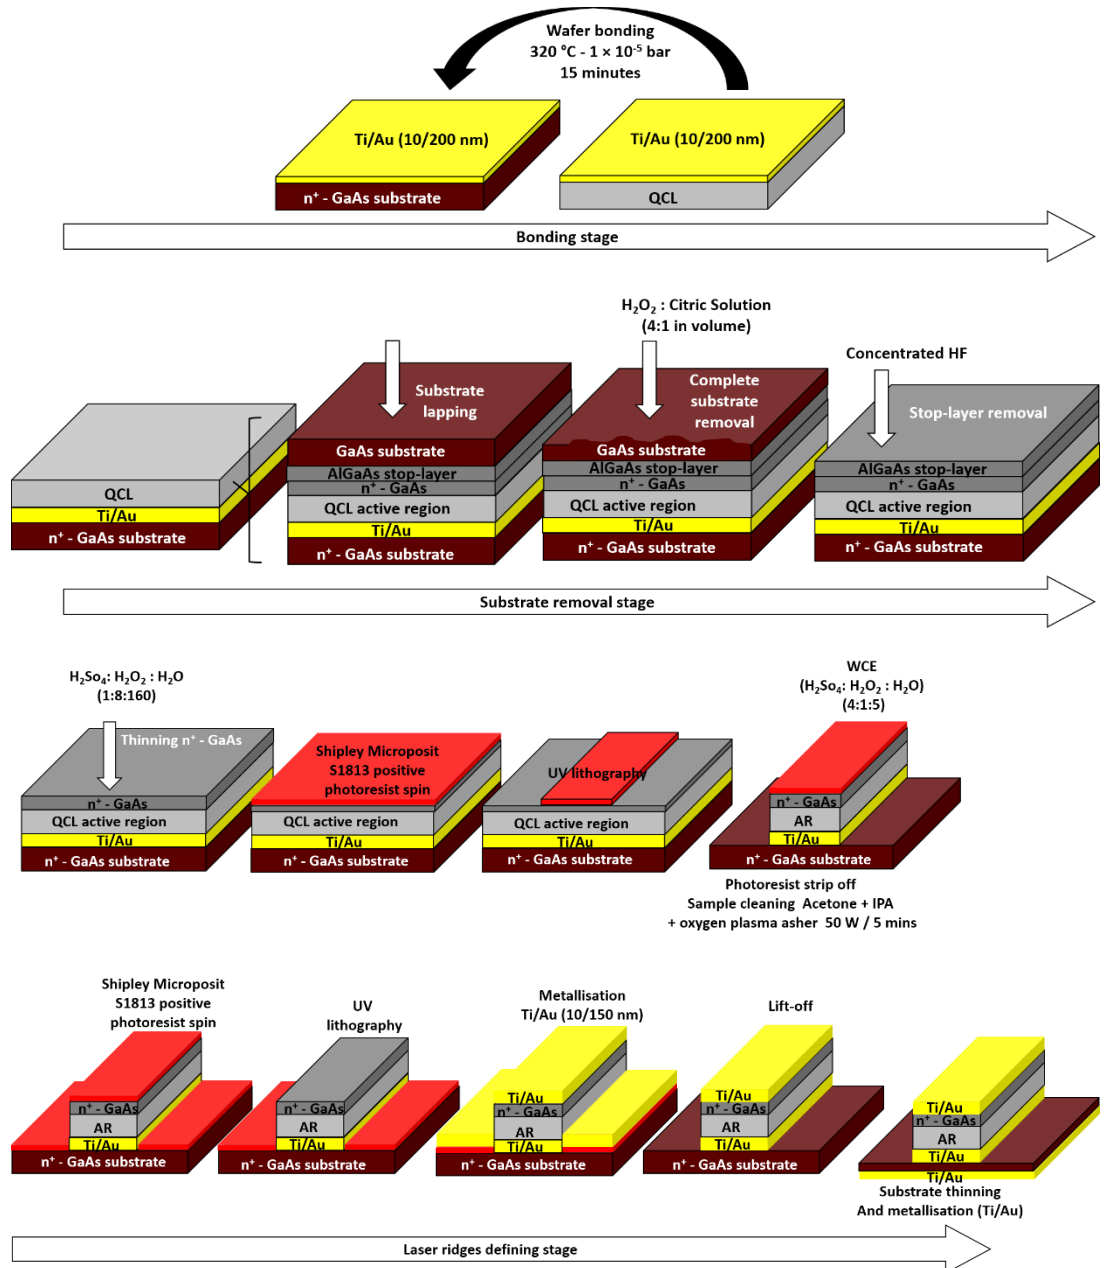 Wafer bonding
320 °C - 1 × 10⁻⁵ bar
15 minutes
Ti/Au (10/200 nm)
Ti/Au (10/200 nm)
n⁺ - GaAs substrate
QCL
Bonding stage
H₂O₂ : Citric Solution
(4:1 in volume)
Concentrated HF
Substrate
lapping
Complete
substrate
removal
Stop-layer removal
QCL
Ti/Au
n⁺ - GaAs substrate
GaAs substrate
AlGaAs stop-layer
n⁺ - GaAs
QCL active region
Ti/Au
n⁺ - GaAs substrate
GaAs substrate
AlGaAs stop-layer
n⁺ - GaAs
QCL active region
Ti/Au
n⁺ - GaAs substrate
AlGaAs stop-layer
n⁺ - GaAs
QCL active region
Ti/Au
n⁺ - GaAs substrate
Substrate removal stage
H₂So₄: H₂O₂ : H₂O
(1:8:160)
Thinning n⁺ - GaAs
n⁺ - GaAs
QCL active region
Ti/Au
n⁺ - GaAs substrate
Shipley Microposit
S1813 positive
photoresist spin
QCL active region
Ti/Au
n⁺ - GaAs substrate
UV lithography
QCL active region
Ti/Au
n⁺ - GaAs substrate
WCE
(H₂So₄: H₂O₂ : H₂O)
(4:1:5)
n⁺ - GaAs
AR
Ti/Au
n⁺ - GaAs substrate
Photoresist strip off
Sample cleaning Acetone + IPA
+ oxygen plasma asher 50 W / 5 mins
Shipley Microposit
S1813 positive
photoresist spin
n⁺ - GaAs
AR
Ti/Au
n⁺ - GaAs substrate
UV
lithography
n⁺ - GaAs
AR
Ti/Au
n⁺ - GaAs substrate
Metallisation
Ti/Au (10/150 nm)
Ti/Au
n⁺ - GaAs
AR
Ti/Au
n⁺ - GaAs substrate
Lift-off
Ti/Au
n⁺ - GaAs
AR
Ti/Au
n⁺ - GaAs substrate
Ti/Au
n⁺ - GaAs
AR
Ti/Au
Ti/Au
Substrate thinning
And metallisation (Ti/Au)
Laser ridges defining stage